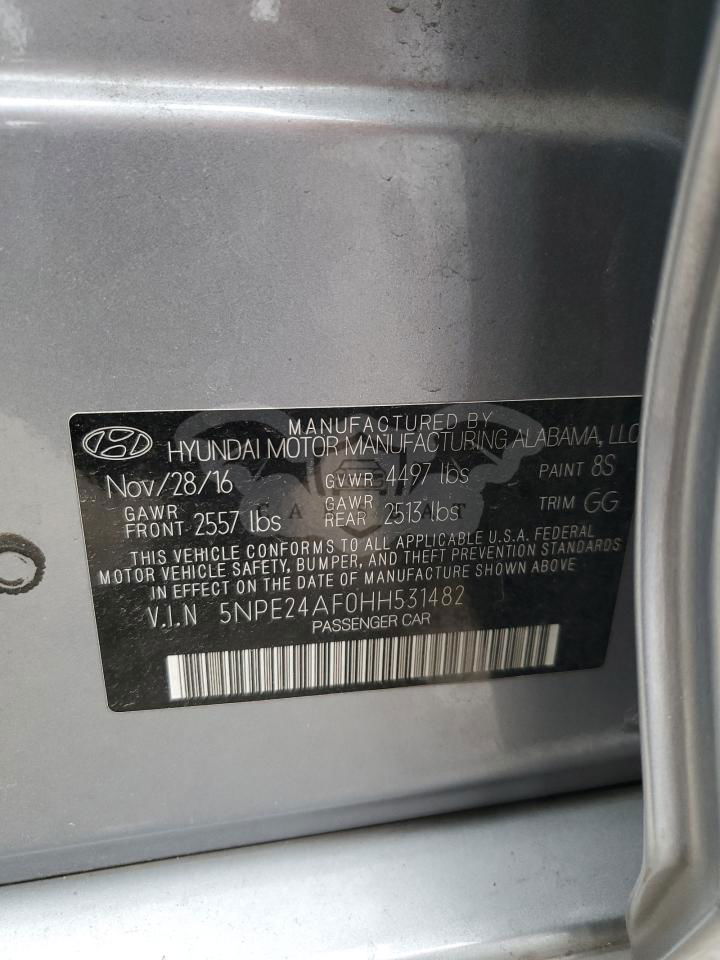 MANUFACTURED BY
HYUNDAI MOTOR MANUFACTURING ALABAMA, LLC
Nov/28/16 GVWR 4497 lbs PAINT 8S
GAWR FRONT 2557 lbs GAWR REAR 2513 lbs TRIM GG
THIS VEHICLE CONFORMS TO ALL APPLICABLE U.S.A. FEDERAL
MOTOR VEHICLE SAFETY, BUMPER, AND THEFT PREVENTION STANDARDS
IN EFFECT ON THE DATE OF MANUFACTURE SHOWN ABOVE
V.I.N 5NPE24AF0HH531482
PASSENGER CAR